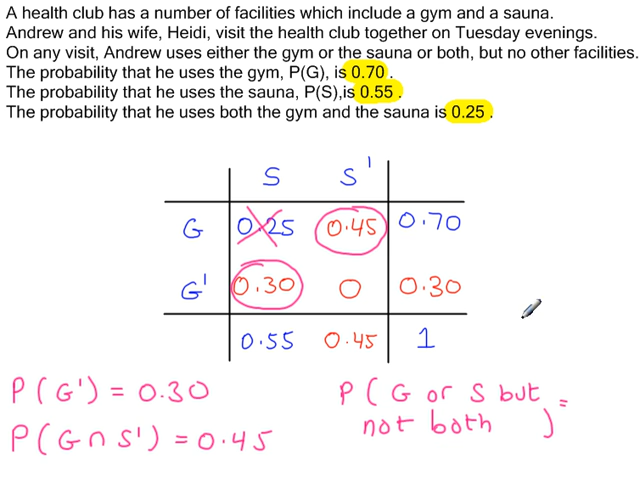 A health club has a number of facilities which include a gym and a sauna.
Andrew and his wife, Heidi, visit the health club together on Tuesday evenings.
On any visit, Andrew uses either the gym or the sauna or both, but no other facilities.
The probability that he uses the gym, P(G), is 0.70 .
The probability that he uses the sauna, P(S),is 0.55 .
The probability that he uses both the gym and the sauna is 0.25 .
S S'
G 0.25 0.45 0.70
G' 0.30 0 0.30
0.55 0.45 1
P(G') = 0.30
P(G∩S') = 0.45
P(G or S but
not both) =